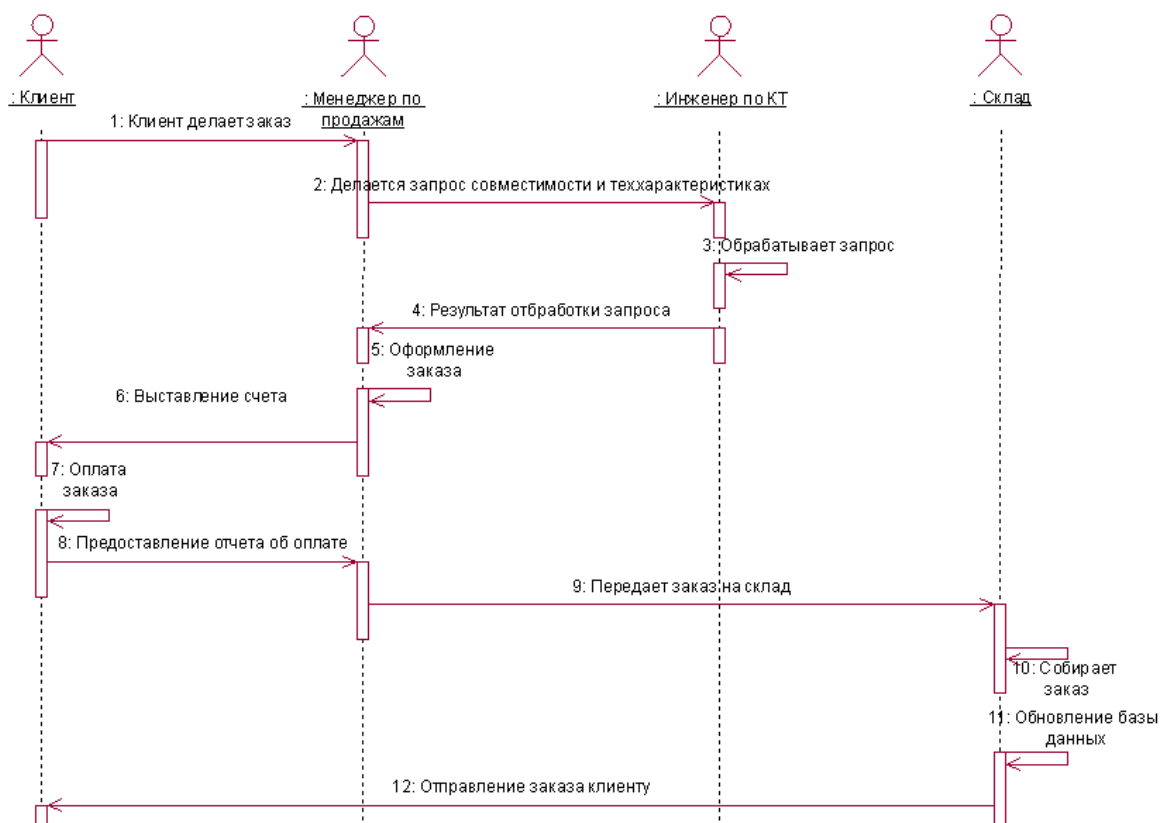 : Клиент
: Менеджер по
продажам
: Инженер по КТ
: Склад
1: Клиент делает заказ
2: Делается запрос совместимости и теххарактеристиках
3: Обрабатывает запрос
4: Результат отбработки запроса
5: Оформление
заказа
6: Выставление счета
7: Оплата
заказа
8: Предоставление отчета об оплате
9: Передает заказ на склад
10: Собирает
заказ
11: Обновление базы
данных
12: Отправление заказа клиенту